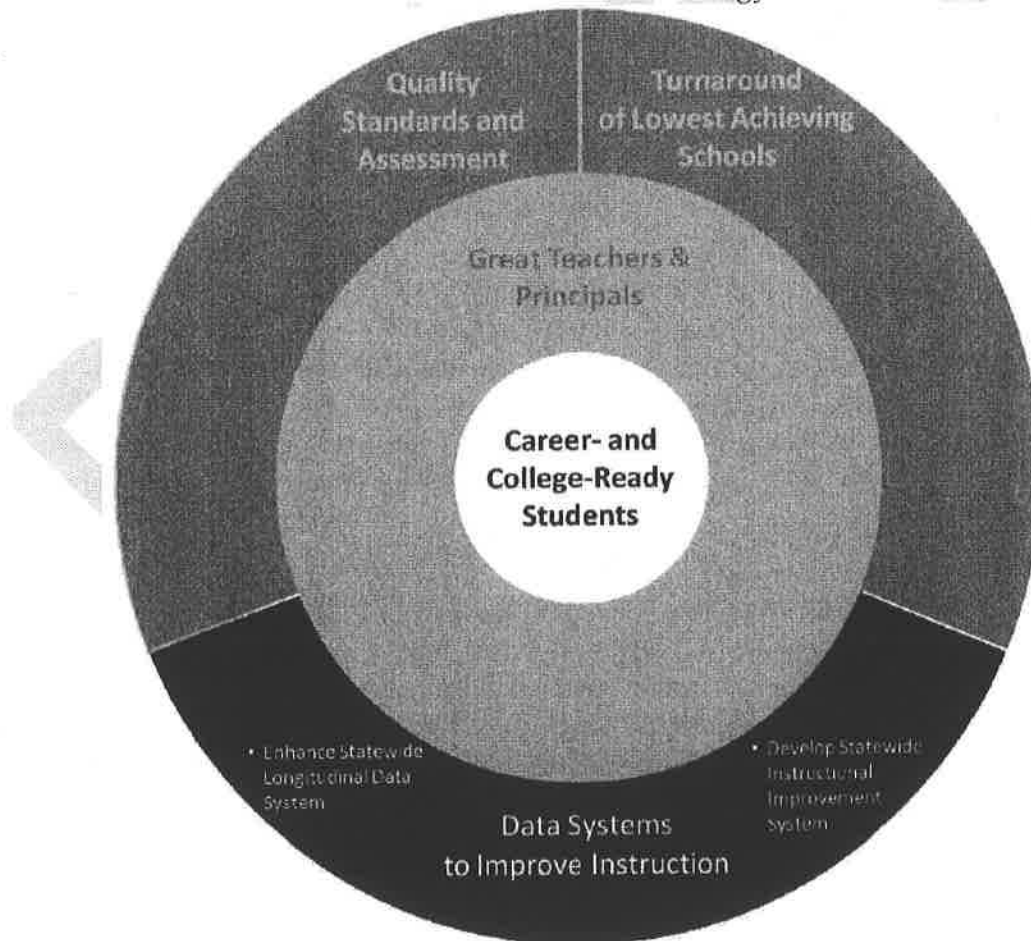 Quality
Standards and
Assessment
Turnaround
of Lowest Achieving
Schools
Great Teachers &
Principals
Career- and
College-Ready
Students
• Enhance Statewide
Longitudinal Data
System
• Develop Statewide
Instructional
Improvement
System
Data Systems
to Improve Instruction